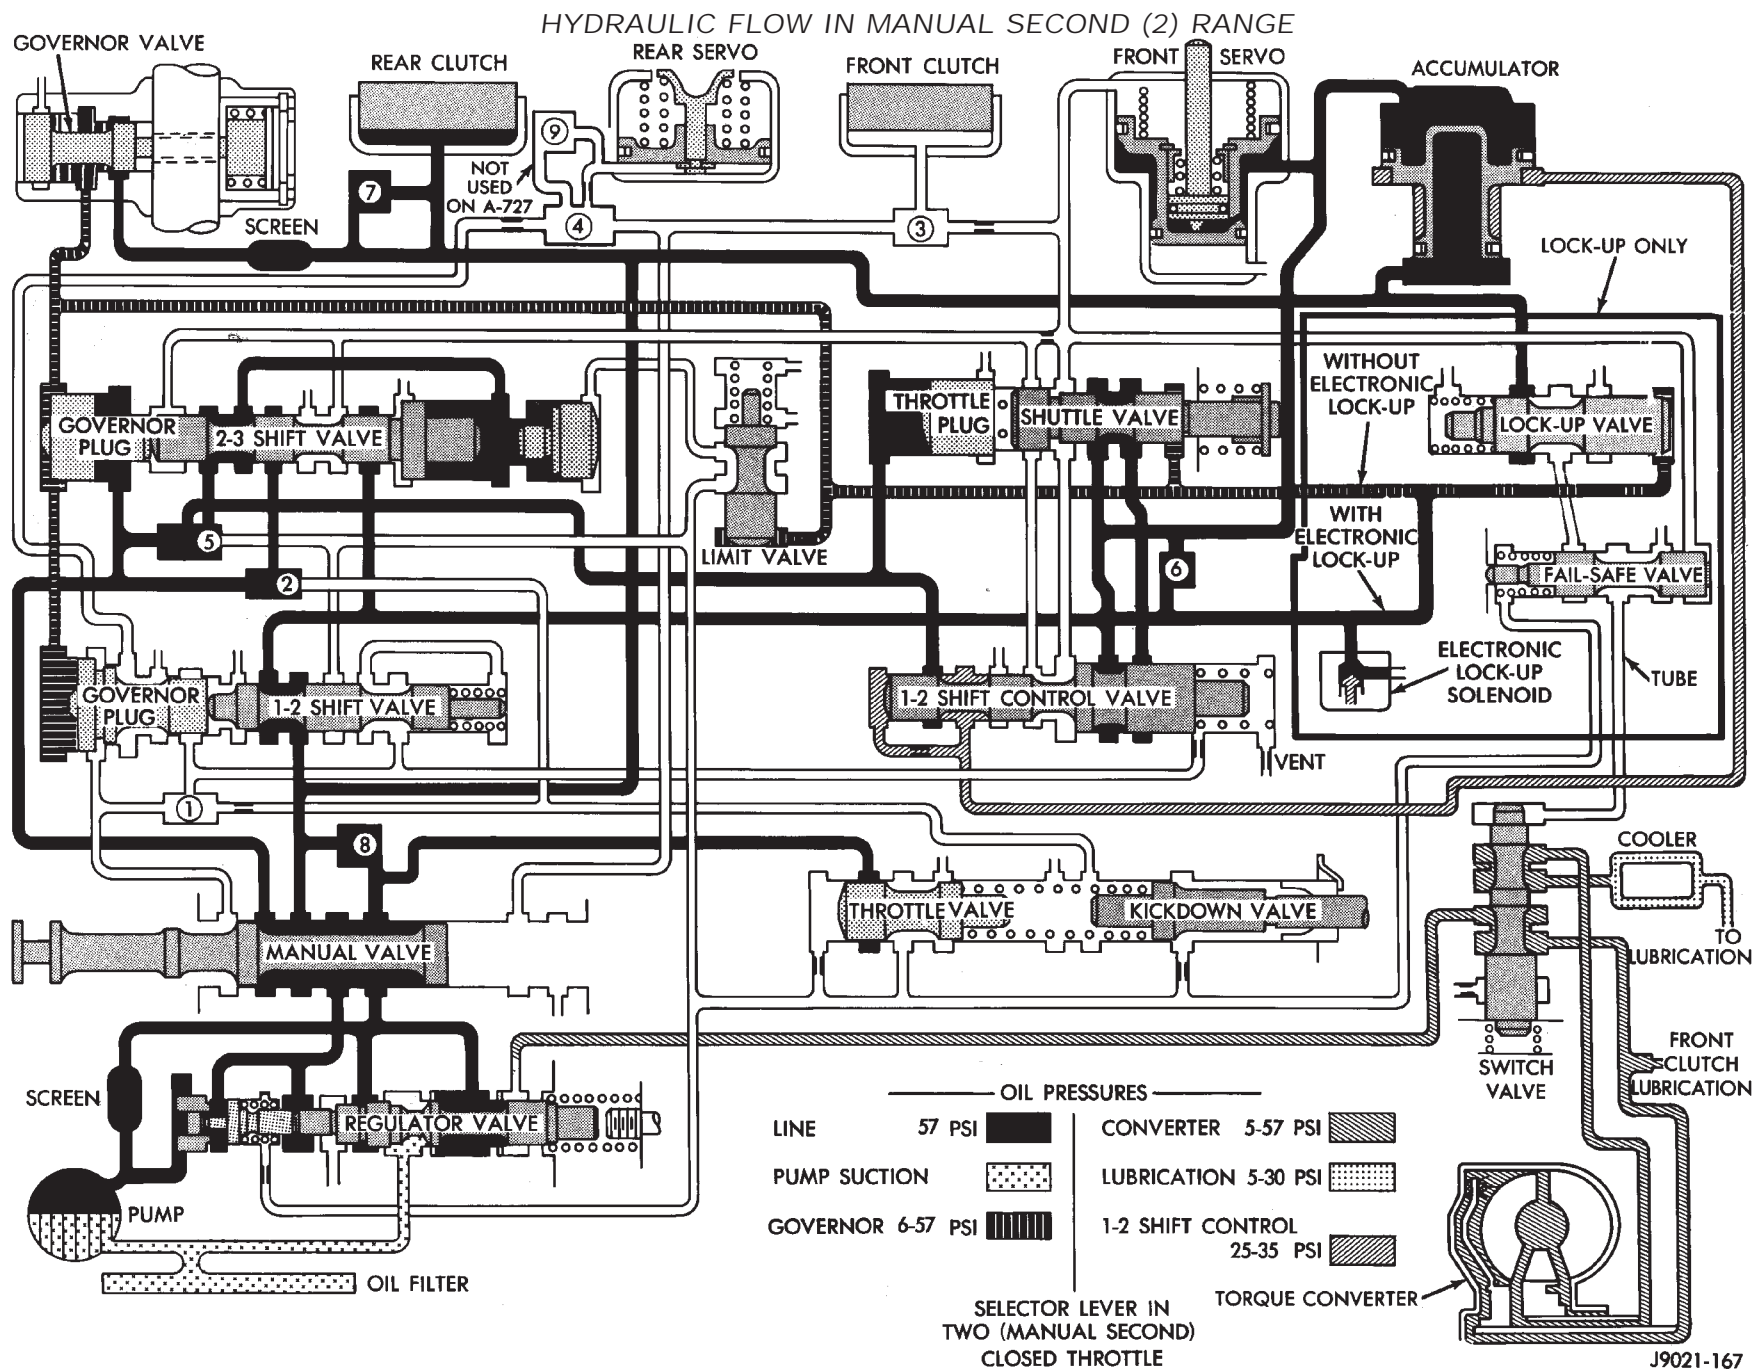 HYDRAULIC FLOW IN MANUAL SECOND (2) RANGE
GOVERNOR VALVE
REAR CLUTCH
REAR SERVO
FRONT CLUTCH
FRONT SERVO
ACCUMULATOR
9
NOT
USED
ON A-727
7
SCREEN
4
3
LOCK-UP ONLY
WITHOUT
ELECTRONIC
LOCK-UP
GOVERNOR
PLUG
2-3 SHIFT VALVE
THROTTLE
PLUG
SHUTTLE VALVE
LOCK-UP VALVE
WITH
ELECTRONIC
LOCK-UP
5
LIMIT VALVE
6
2
FAIL-SAFE VALVE
ELECTRONIC
LOCK-UP
SOLENOID
TUBE
GOVERNOR
PLUG
1-2 SHIFT VALVE
1-2 SHIFT CONTROL VALVE
VENT
1
8
COOLER
THROTTLE VALVE
KICKDOWN VALVE
TO
LUBRICATION
MANUAL VALVE
FRONT
CLUTCH
LUBRICATION
SWITCH
VALVE
SCREEN
REGULATOR VALVE
OIL PRESSURES
LINE 57 PSI
CONVERTER 5-57 PSI
PUMP SUCTION
LUBRICATION 5-30 PSI
PUMP
GOVERNOR 6-57 PSI
1-2 SHIFT CONTROL
25-35 PSI
OIL FILTER
TORQUE CONVERTER
SELECTOR LEVER IN
TWO (MANUAL SECOND)
CLOSED THROTTLE
J9021-167